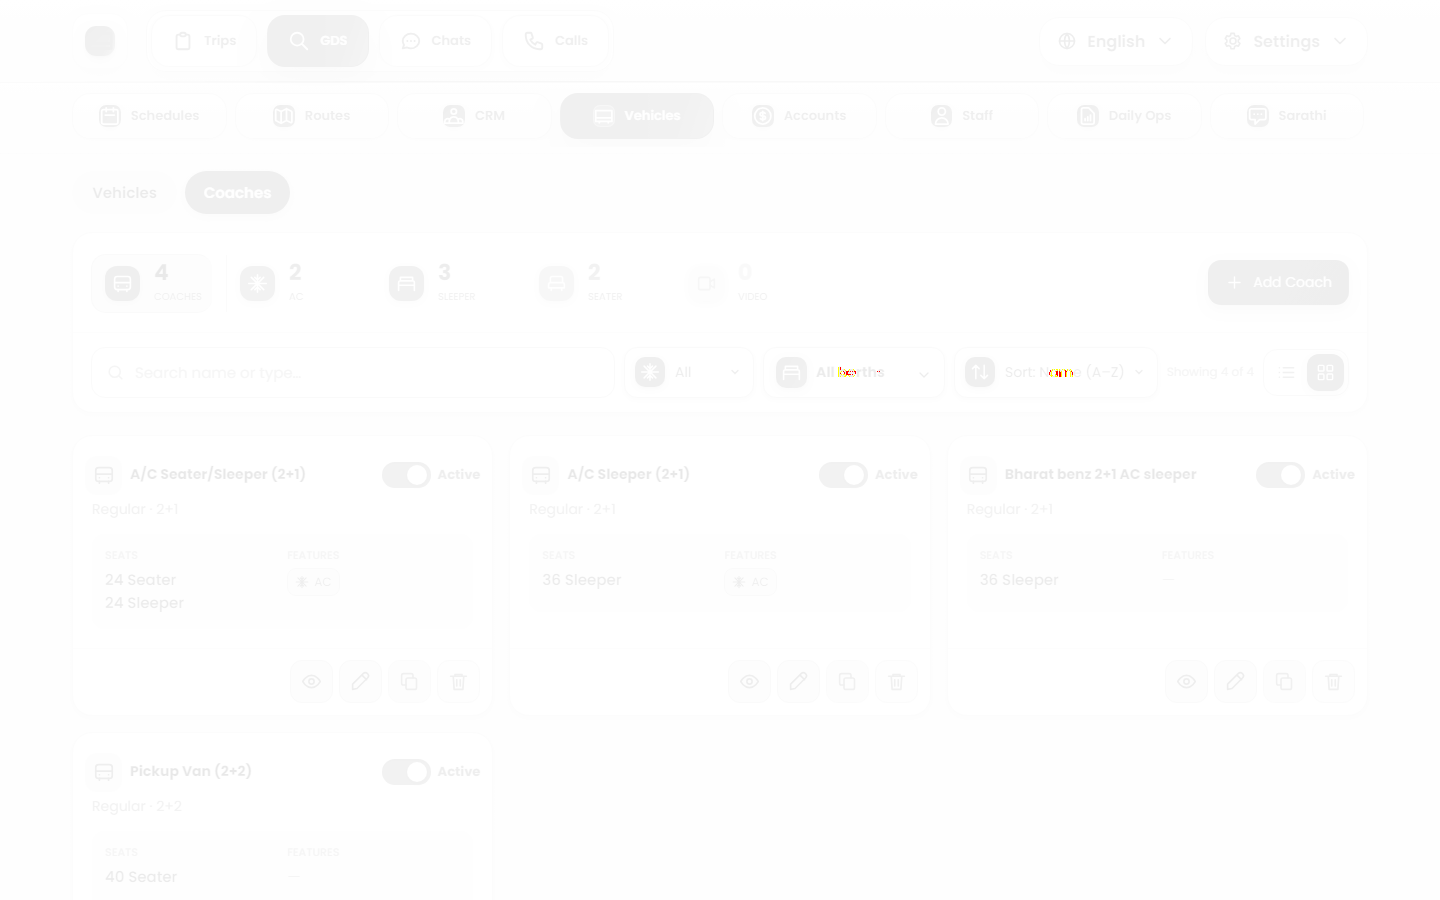 Trips
GDS
Chats
Calls
English
Settings
Schedules
Routes
CRM
Vehicles
Accounts
Staff
Daily Ops
Sarathi
Vehicles
Coaches
4
COACHES
2
AC
3
SLEEPER
2
SEATER
0
VIDEO
Add Coach
Search name or type...
All
All Berths
Sort: Name (A–Z)
Showing 4 of 4
A/C Seater/Sleeper (2+1)
Active
Regular · 2+1
SEATS
FEATURES
24 Seater
AC
24 Sleeper
A/C Sleeper (2+1)
Active
Regular · 2+1
SEATS
FEATURES
36 Sleeper
AC
Bharat benz 2+1 AC sleeper
Active
Regular · 2+1
SEATS
FEATURES
36 Sleeper
—
Pickup Van (2+2)
Active
Regular · 2+2
SEATS
FEATURES
40 Seater
—